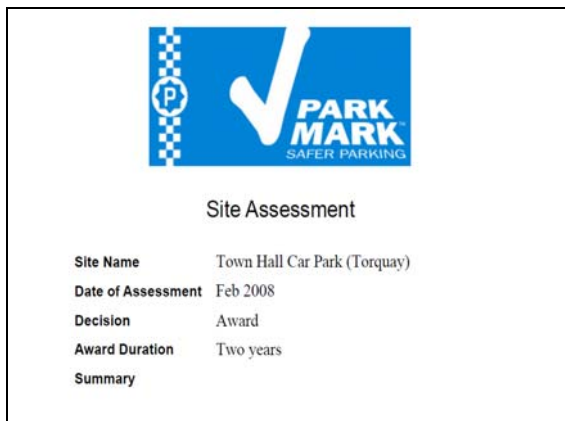 P
PARK
MARK™
SAFER PARKING
Site Assessment
Site Name Town Hall Car Park (Torquay)
Date of Assessment Feb 2008
Decision Award
Award Duration Two years
Summary